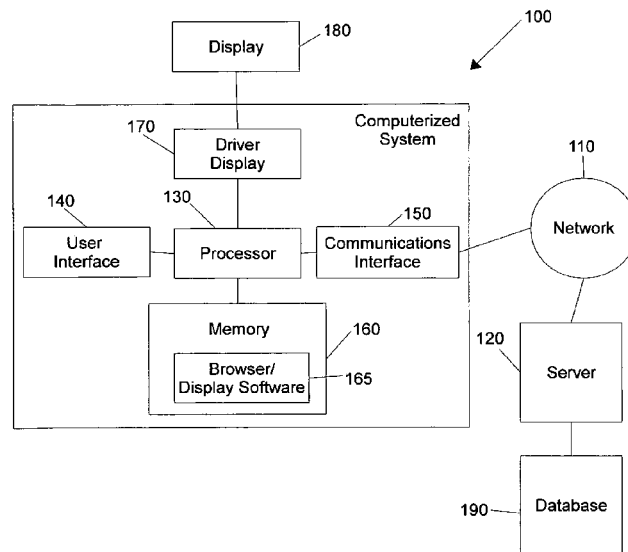 Display
180
100
Computerized
System
170
Driver
Display
110
140
130
150
User
Interface
Processor
Communications
Interface
Network
Memory
160
120
Browser/
Display Software
165
Server
190
Database